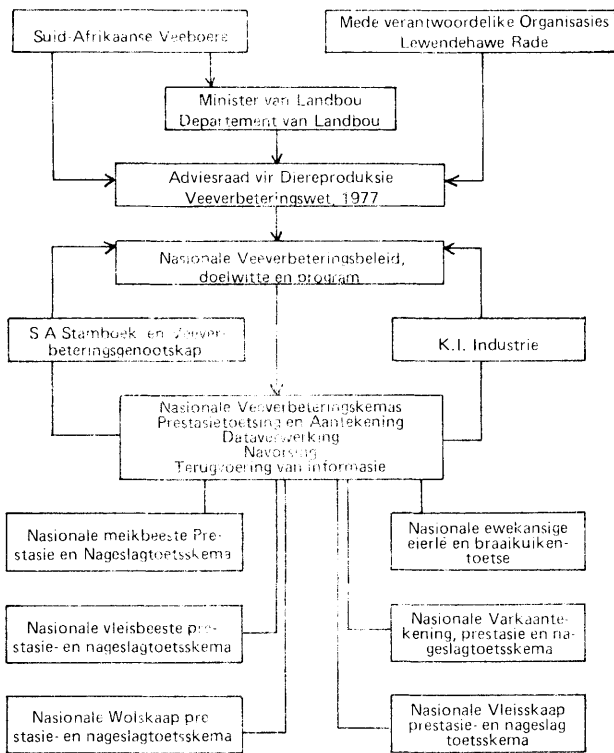 Suid-Afrikaanse Veeboere
Mede verantwoordelike Organisasies
Lewendehawe Rade
Minister van Landbou
Departement van Landbou
Adviesraad vir Diereproduksie
Veeverbeteringswet, 1977
Nasionale Veeverbeteringsbeleid,
doelwitte en program
S A Stamboek en Veever-
beteringsgenootskap
K.I. Industrie
Nasionale Veeverbeteringskemas
Prestasietoetsing en Aantekening
Dataverwerking
Navorsing
Terugvoering van Informasie
Nasionale meikbeeste Pre-
stasie en Nageslagtoetsskema
Nasionale ewekansige
eierlê en braaikuiken-
toetse
Nasionale vleisbeeste pre-
stasie- en nageslagtoetsskema
Nasionale Varkaante-
kening, prestasie en na-
geslagtoetsskema
Nasionale Wolskaap pre
stasie- en nageslagtoetsskema
Nasionale Vleisskaap
prestasie- en nageslag
toetsskema